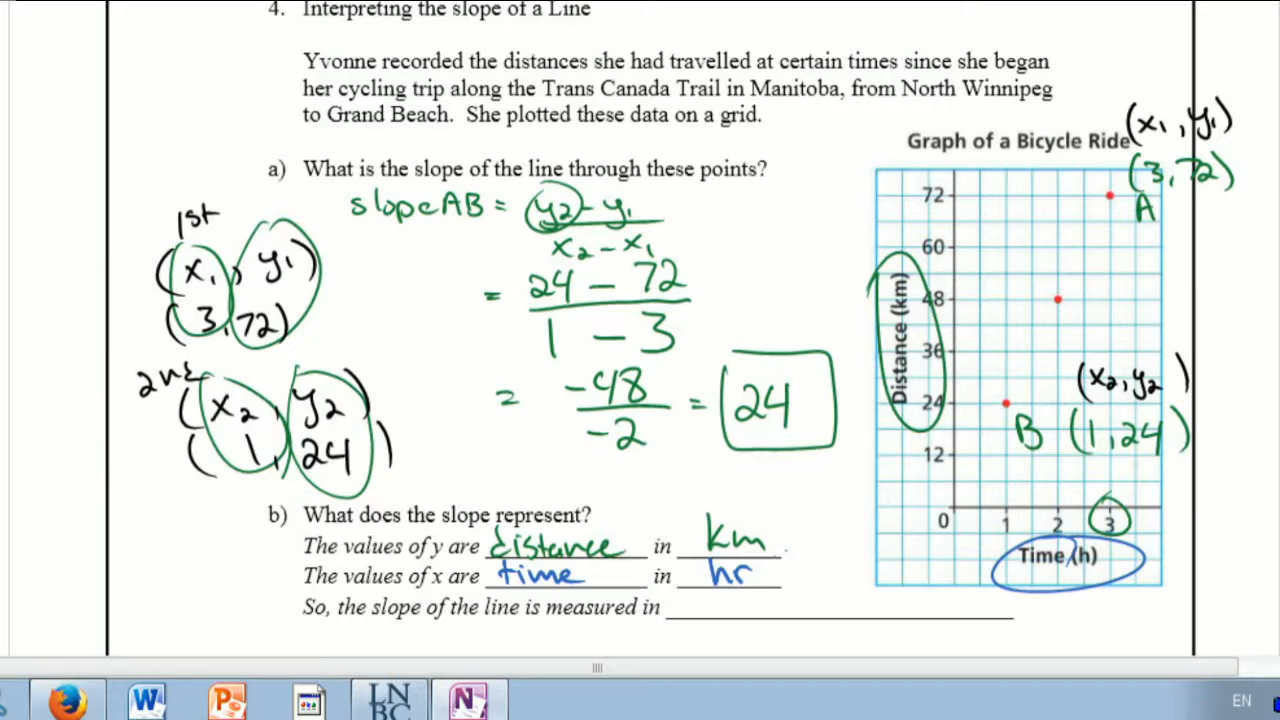 4. Interpreting the slope of a Line
Yvonne recorded the distances she had travelled at certain times since she began
her cycling trip along the Trans Canada Trail in Manitoba, from North Winnipeg
to Grand Beach. She plotted these data on a grid.
a) What is the slope of the line through these points?
slope AB = y₂ - y₁
x₂ - x₁
= 24 - 72
1 - 3
= -48 = 24
-2
1st
(x₁, y₁)
(3, 72)
2nd
(x₂, y₂)
(1, 24)
b) What does the slope represent?
The values of y are distance in km
The values of x are time in hr
So, the slope of the line is measured in
Graph of a Bicycle Ride
(x₁, y₁)
(3, 72)
A
72
60
48
36
24
12
0
1
2
3
Distance (km)
Time (h)
(x₂, y₂)
B (1, 24)
W
P
LN
BC
N
EN